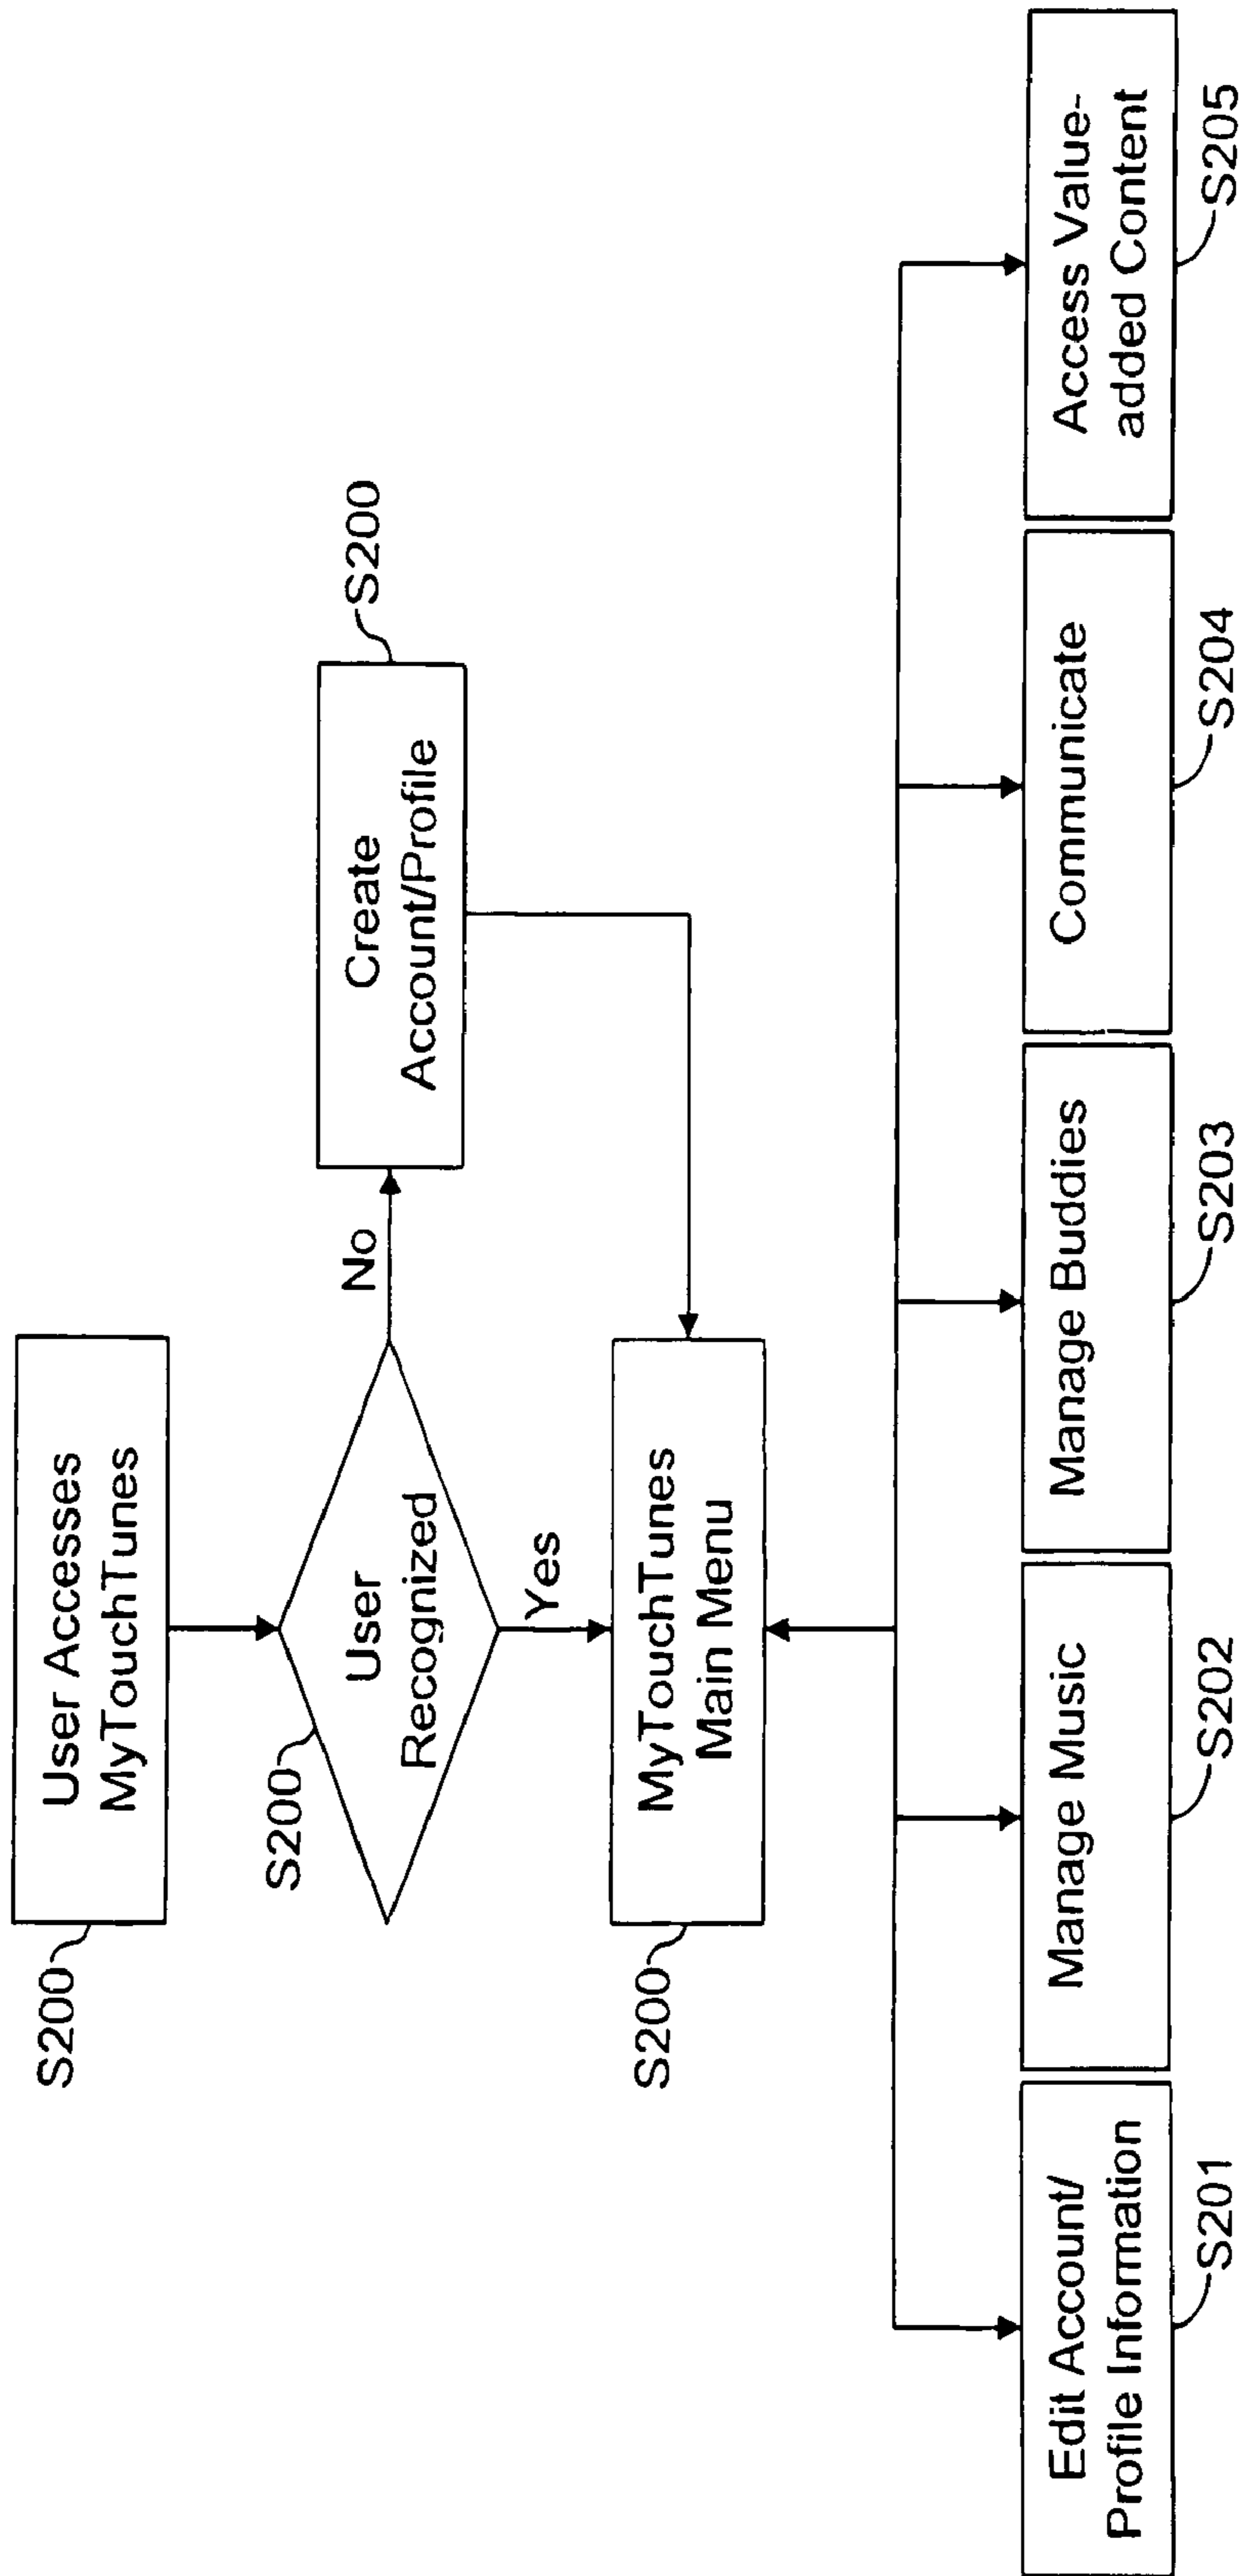 S200
User Accesses
MyTouchTunes
S200
User
Recognized
No
Create
Account/Profile
S200
Yes
S200
MyTouchTunes
Main Menu
Edit Account/
Profile Information
S201
Manage Music
S202
Manage Buddies
S203
Communicate
S204
Access Value-
added Content
S205